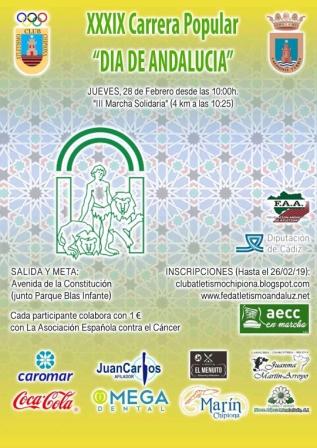 XXXIX Carrera Popular
"DIA DE ANDALUCIA"
JUEVES, 28 de Febrero desde las 10:00h.
"III Marcha Solidaria" (4 km a las 10:25)
F.A.A.
Diputación
de Cádiz
SALIDA Y META:
Avenida de la Constitución
(junto Parque Blas Infante)
INSCRIPCIONES (Hasta el 26/02/19):
clubatletismochipiona.blogspot.com
www.fedatletismoandaluz.net
Cada participante colabora con 1 €
con La Asociación Española contra el Cáncer
aecc
en marcha
caromar
JuanCarlos
AFILADOR
EL MENUITO
Juanma
Martín-Arroyo
Coca-Cola
OMEGA
DENTAL
Marín
Chipiona